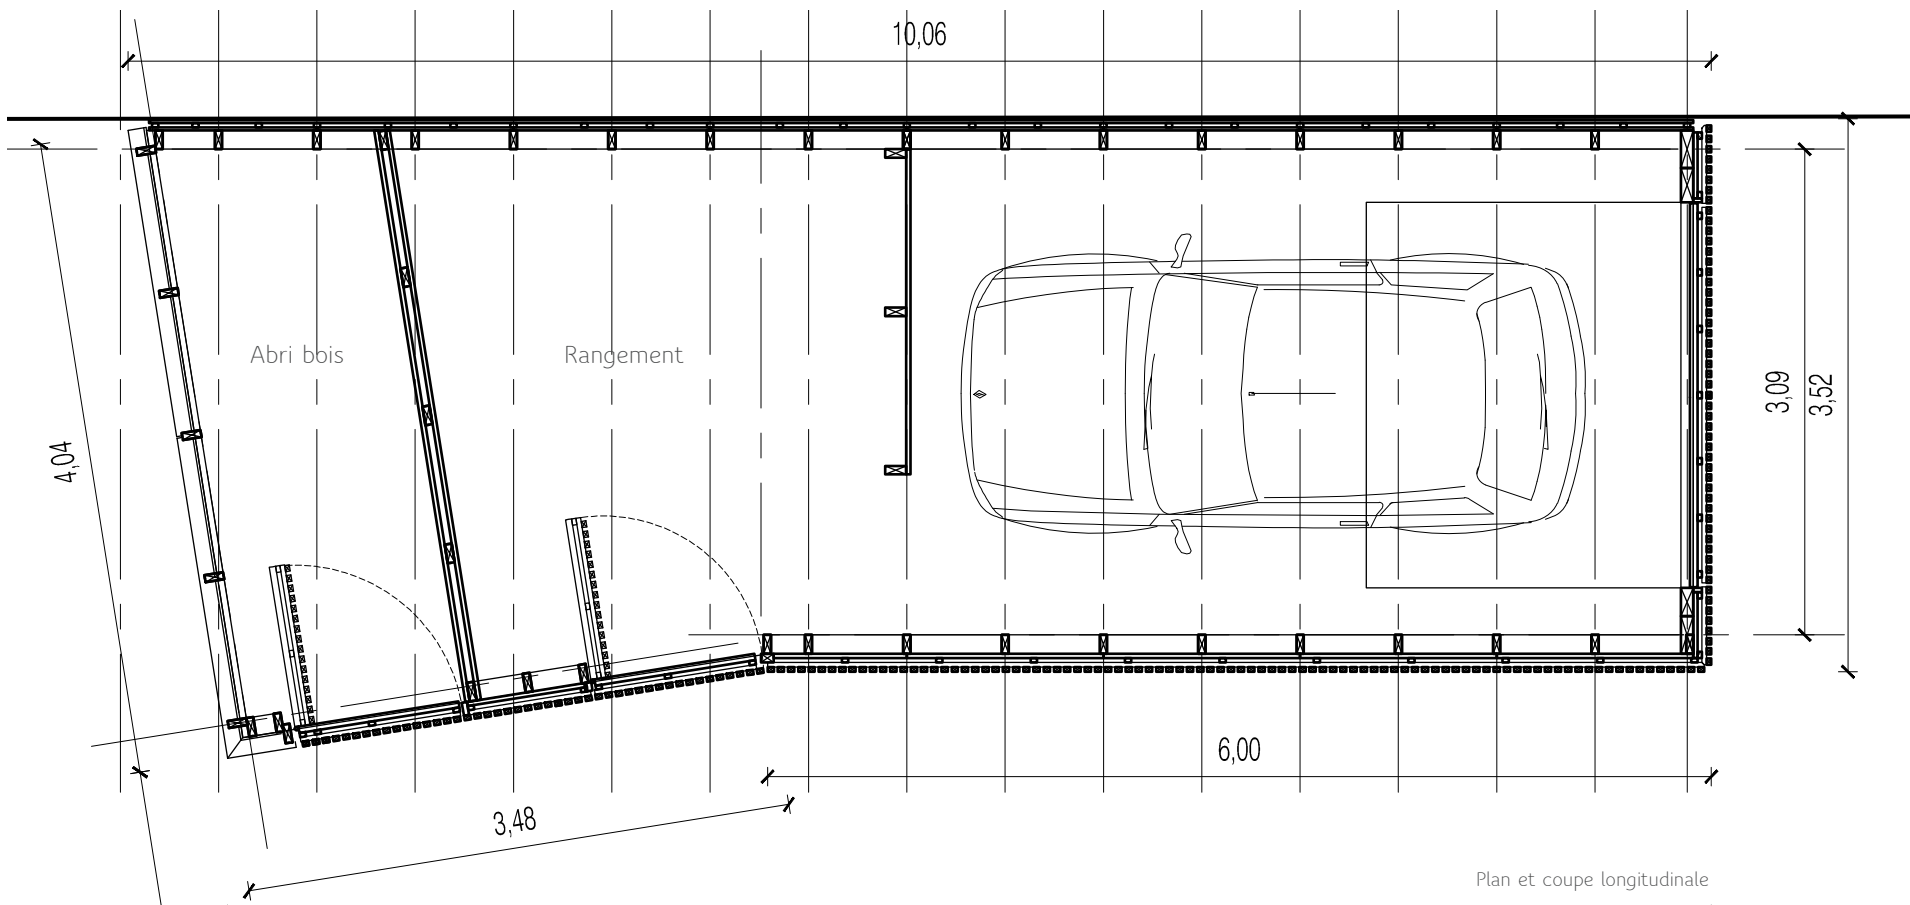 10,06
Abri bois
Rangement
4,04
3,09
3,52
6,00
3,48
Plan et coupe longitudinale